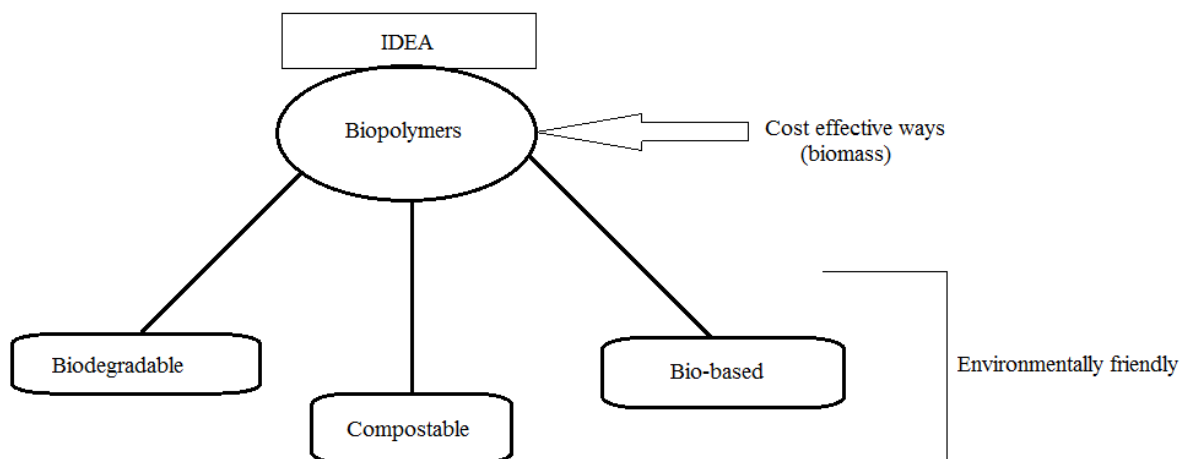 IDEA
Biopolymers
Cost effective ways
(biomass)
Biodegradable
Bio-based
Environmentally friendly
Compostable